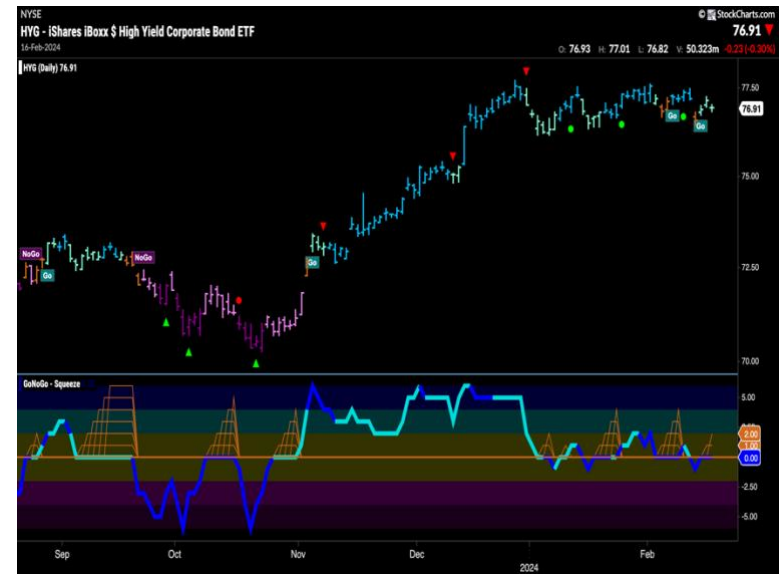 NYSE
© StockCharts.com
HYG - iShares iBoxx $ High Yield Corporate Bond ETF
76.91
16-Feb-2024
O: 76.93 H: 77.01 L: 76.82 V: 50.323m -0.23 (-0.30%)
HYG (Daily) 76.91
77.50
76.91
Go
Go
75.00
NoGo
NoGo
Go
Go
72.50
70.00
GoNoGo - Squeeze
5.00
2.00
1.00
0.00
-2.50
-5.00
Sep
Oct
Nov
Dec
2024
Feb